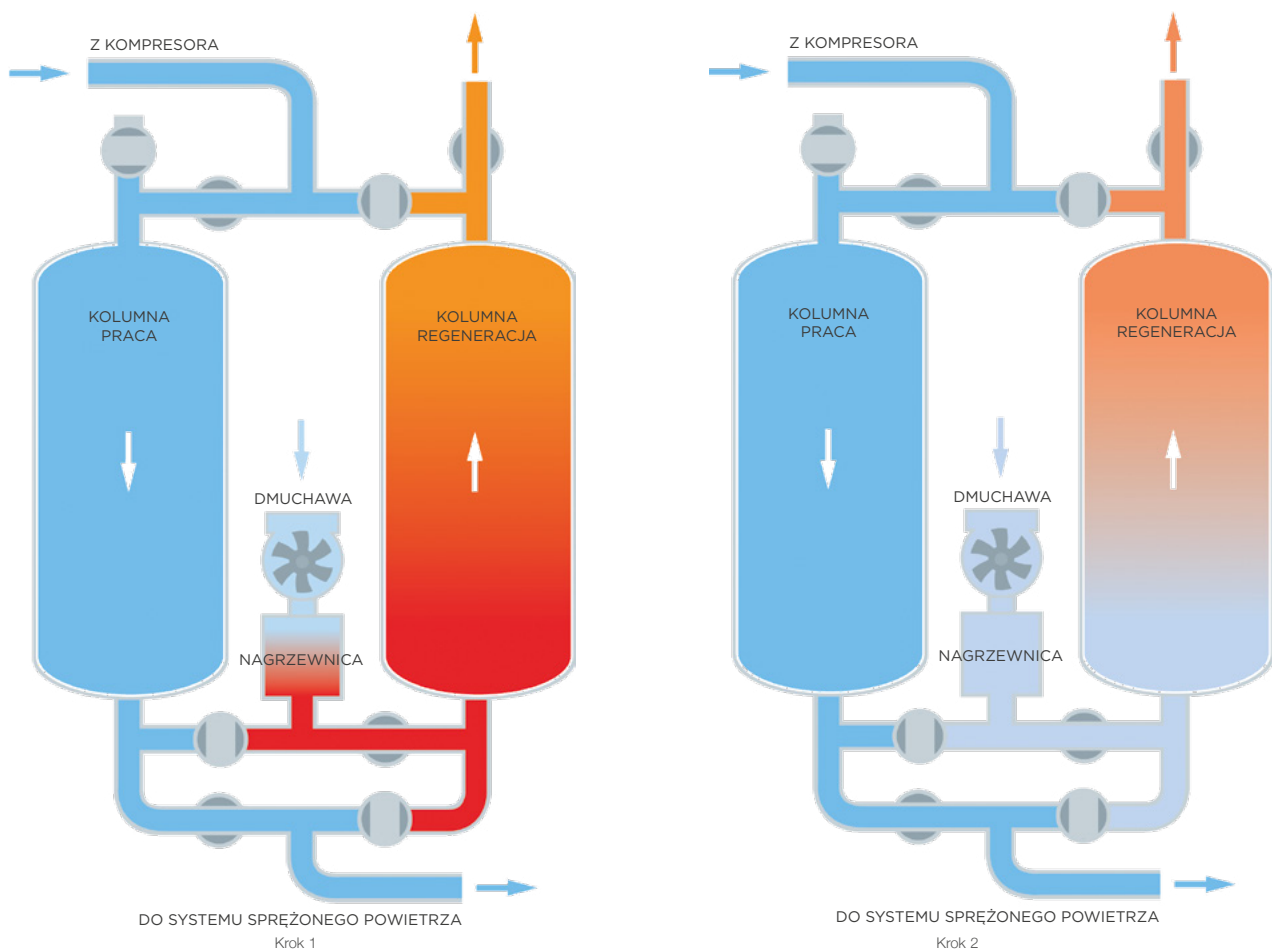 Z KOMPRESORA
KOLUMNA
PRACA
KOLUMNA
REGENERACJA
DMUCHAWA
NAGRZEWNICA
DO SYSTEMU SPRĘŻONEGO POWIETRZA
Krok 1
Z KOMPRESORA
KOLUMNA
PRACA
KOLUMNA
REGENERACJA
DMUCHAWA
NAGRZEWNICA
DO SYSTEMU SPRĘŻONEGO POWIETRZA
Krok 2